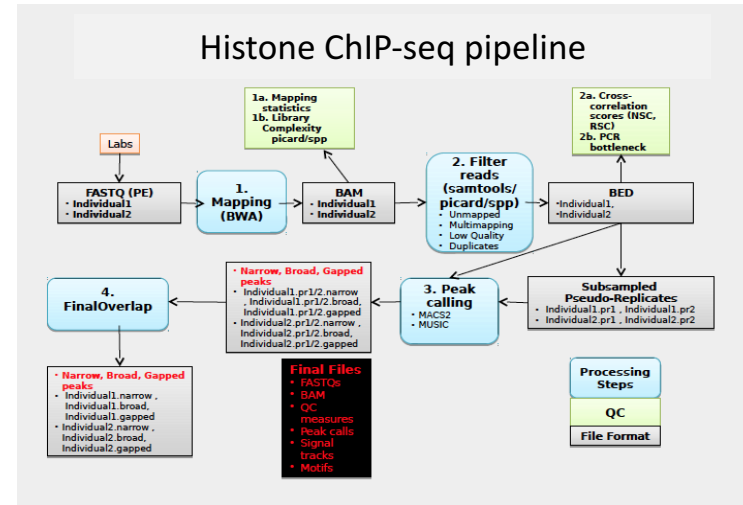 Histone ChIP-seq pipeline
Labs
FASTQ (PE)
• Individual1
• Individual2
1.
Mapping
(BWA)
1a. Mapping
statistics
1b. Library
Complexity
picard/spp
BAM
• Individual1
• Individual2
2. Filter
reads
(samtools/
picard/spp)
• Unmapped
• Multimapping
• Low Quality
• Duplicates
2a. Cross-
correlation
scores (NSC,
RSC)
2b. PCR
bottleneck
BED
•Individual1,
•Individual2
Subsampled
Pseudo-Replicates
• Individual1.pr1 , Individual1.pr2
• Individual2.pr1 , Individual2.pr2
3. Peak
calling
• MACS2
• MUSIC
• Narrow, Broad, Gapped
peaks
• Individual1.pr1/2.narrow
, Individual1.pr1/2.broad,
Individual1.pr1/2.gapped
• Individual2.pr1/2.narrow ,
Individual2.pr1/2.broad,
Individual2.pr1/2.gapped
4.
FinalOverlap
• Narrow, Broad, Gapped
peaks
• Individual1.narrow ,
Individual1.broad,
Individual1.gapped
• Individual2.narrow ,
Individual2.broad,
Individual2.gapped
Final Files
• FASTQs
• BAM
• QC
measures
• Peak calls
• Signal
tracks
• Motifs
Processing
Steps
QC
File Format